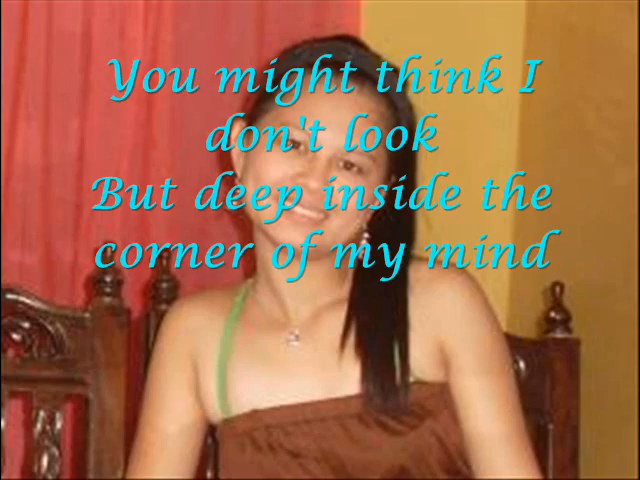 You might think I
don't look
But deep inside the
corner of my mind